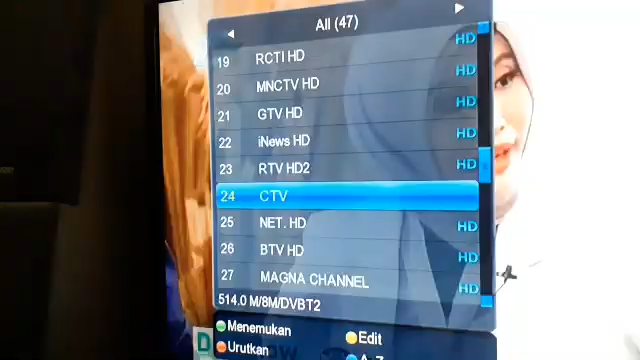 All (47)
HD
19 RCTI HD HD
20 MNCTV HD HD
21 GTV HD HD
22 iNews HD HD
23 RTV HD2
24 CTV
25 NET. HD HD
26 BTV HD HD
27 MAGNA CHANNEL HD
514.0 M/8M/DVBT2
Menemukan
Edit
Urutkan
A-Z